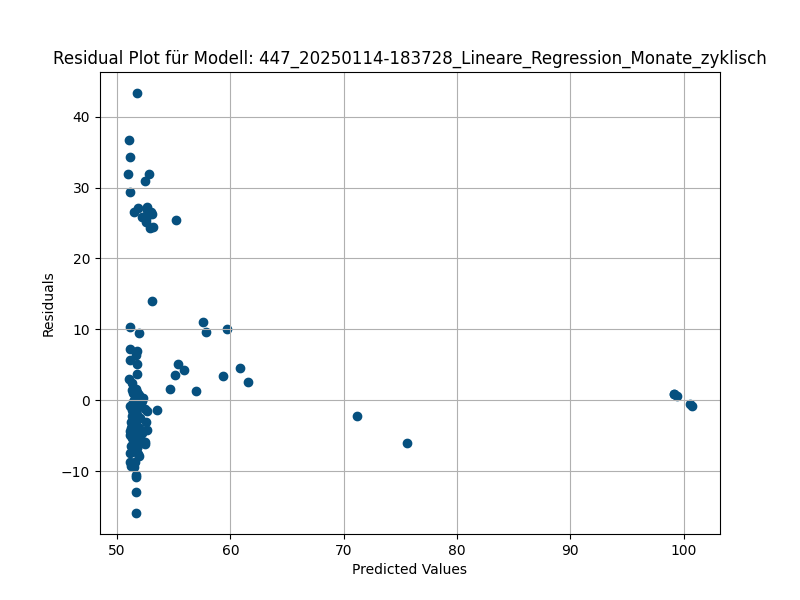 Residual Plot für Modell: 447_20250114-183728_Lineare_Regression_Monate_zyklisch
40
30
20
10
0
−10
Residuals
50 60 70 80 90 100
Predicted Values